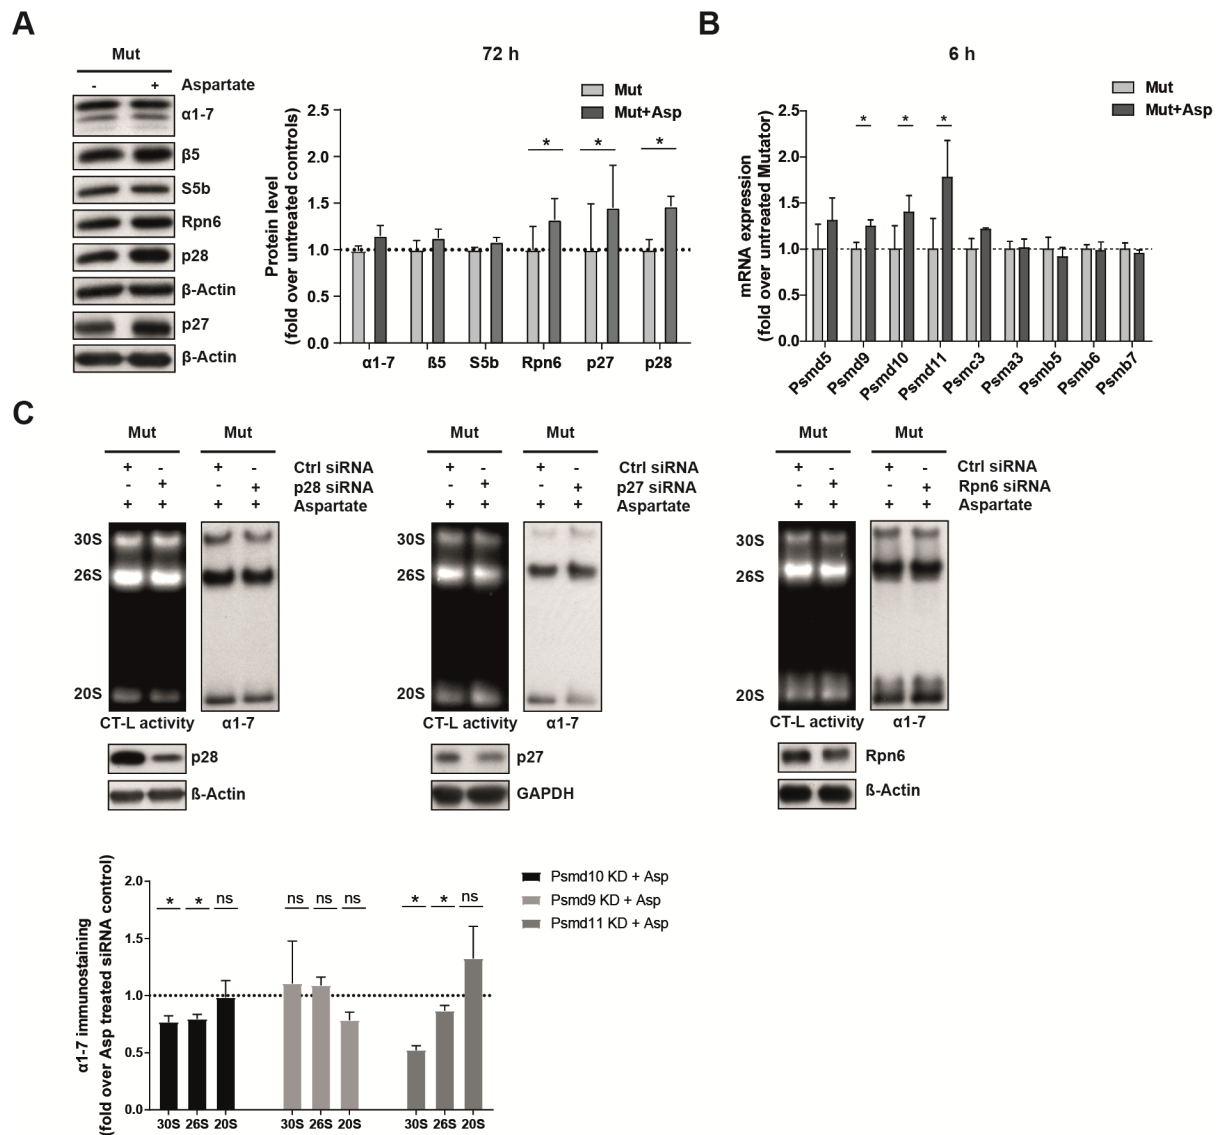 A
Mut
- + Aspartate
α1-7
ß5
S5b
Rpn6
p28
ß-Actin
p27
β-Actin
72 h
Mut
Mut+Asp
Protein level
(fold over untreated controls)
2.5
2.0
1.5
1.0
0.5
0.0
* * *
α1-7 ß5 S5b Rpn6 p27 p28
B
6 h
Mut
Mut+Asp
mRNA expression
(fold over untreated Mutator)
2.5
2.0
1.5
1.0
0.5
0.0
* * *
Psmd5 Psmd9 Psmd10 Psmd11 Psmc3 Psma3 Psmb5 Psmb6 Psmb7
C
Mut Mut
+ - + - Ctrl siRNA
- + - + p28 siRNA
+ + + + Aspartate
30S
26S
20S
CT-L activity α1-7
p28
ß-Actin
Mut Mut
+ - + - Ctrl siRNA
- + - + p27 siRNA
+ + + + Aspartate
30S
26S
20S
CT-L activity α1-7
p27
GAPDH
Mut Mut
+ - + - Ctrl siRNA
- + - + Rpn6 siRNA
+ + + + Aspartate
30S
26S
20S
CT-L activity α1-7
Rpn6
ß-Actin
α1-7 immunostaining
(fold over Asp treated siRNA control)
2.0
1.5
1.0
0.5
0.0
* * ns ns ns ns * * ns
30S 26S 20S 30S 26S 20S 30S 26S 20S
Psmd10 KD + Asp
Psmd9 KD + Asp
Psmd11 KD + Asp